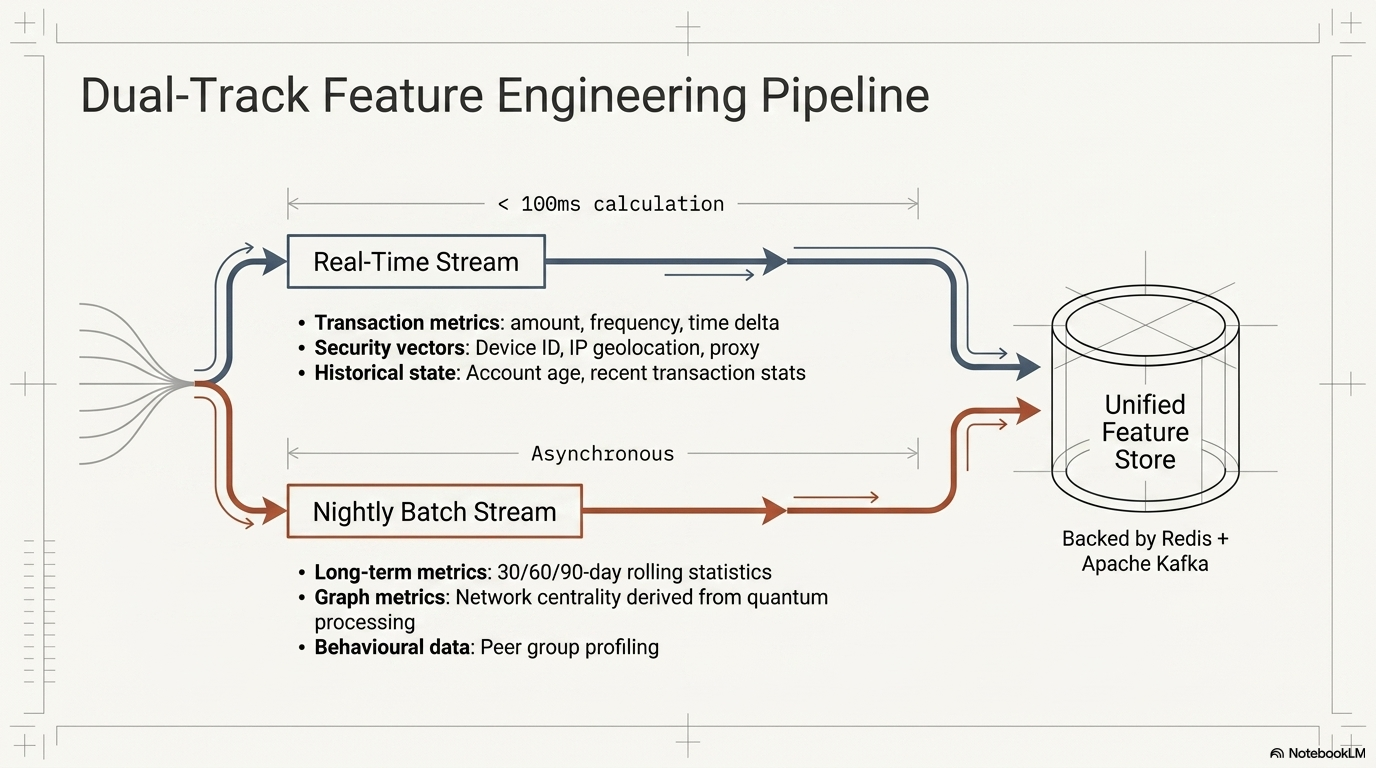 Dual-Track Feature Engineering Pipeline
< 100ms calculation
Real-Time Stream
• Transaction metrics: amount, frequency, time delta
• Security vectors: Device ID, IP geolocation, proxy
• Historical state: Account age, recent transaction stats
Asynchronous
Nightly Batch Stream
• Long-term metrics: 30/60/90-day rolling statistics
• Graph metrics: Network centrality derived from quantum
processing
• Behavioural data: Peer group profiling
Unified
Feature
Store
Backed by Redis +
Apache Kafka
NotebookLM